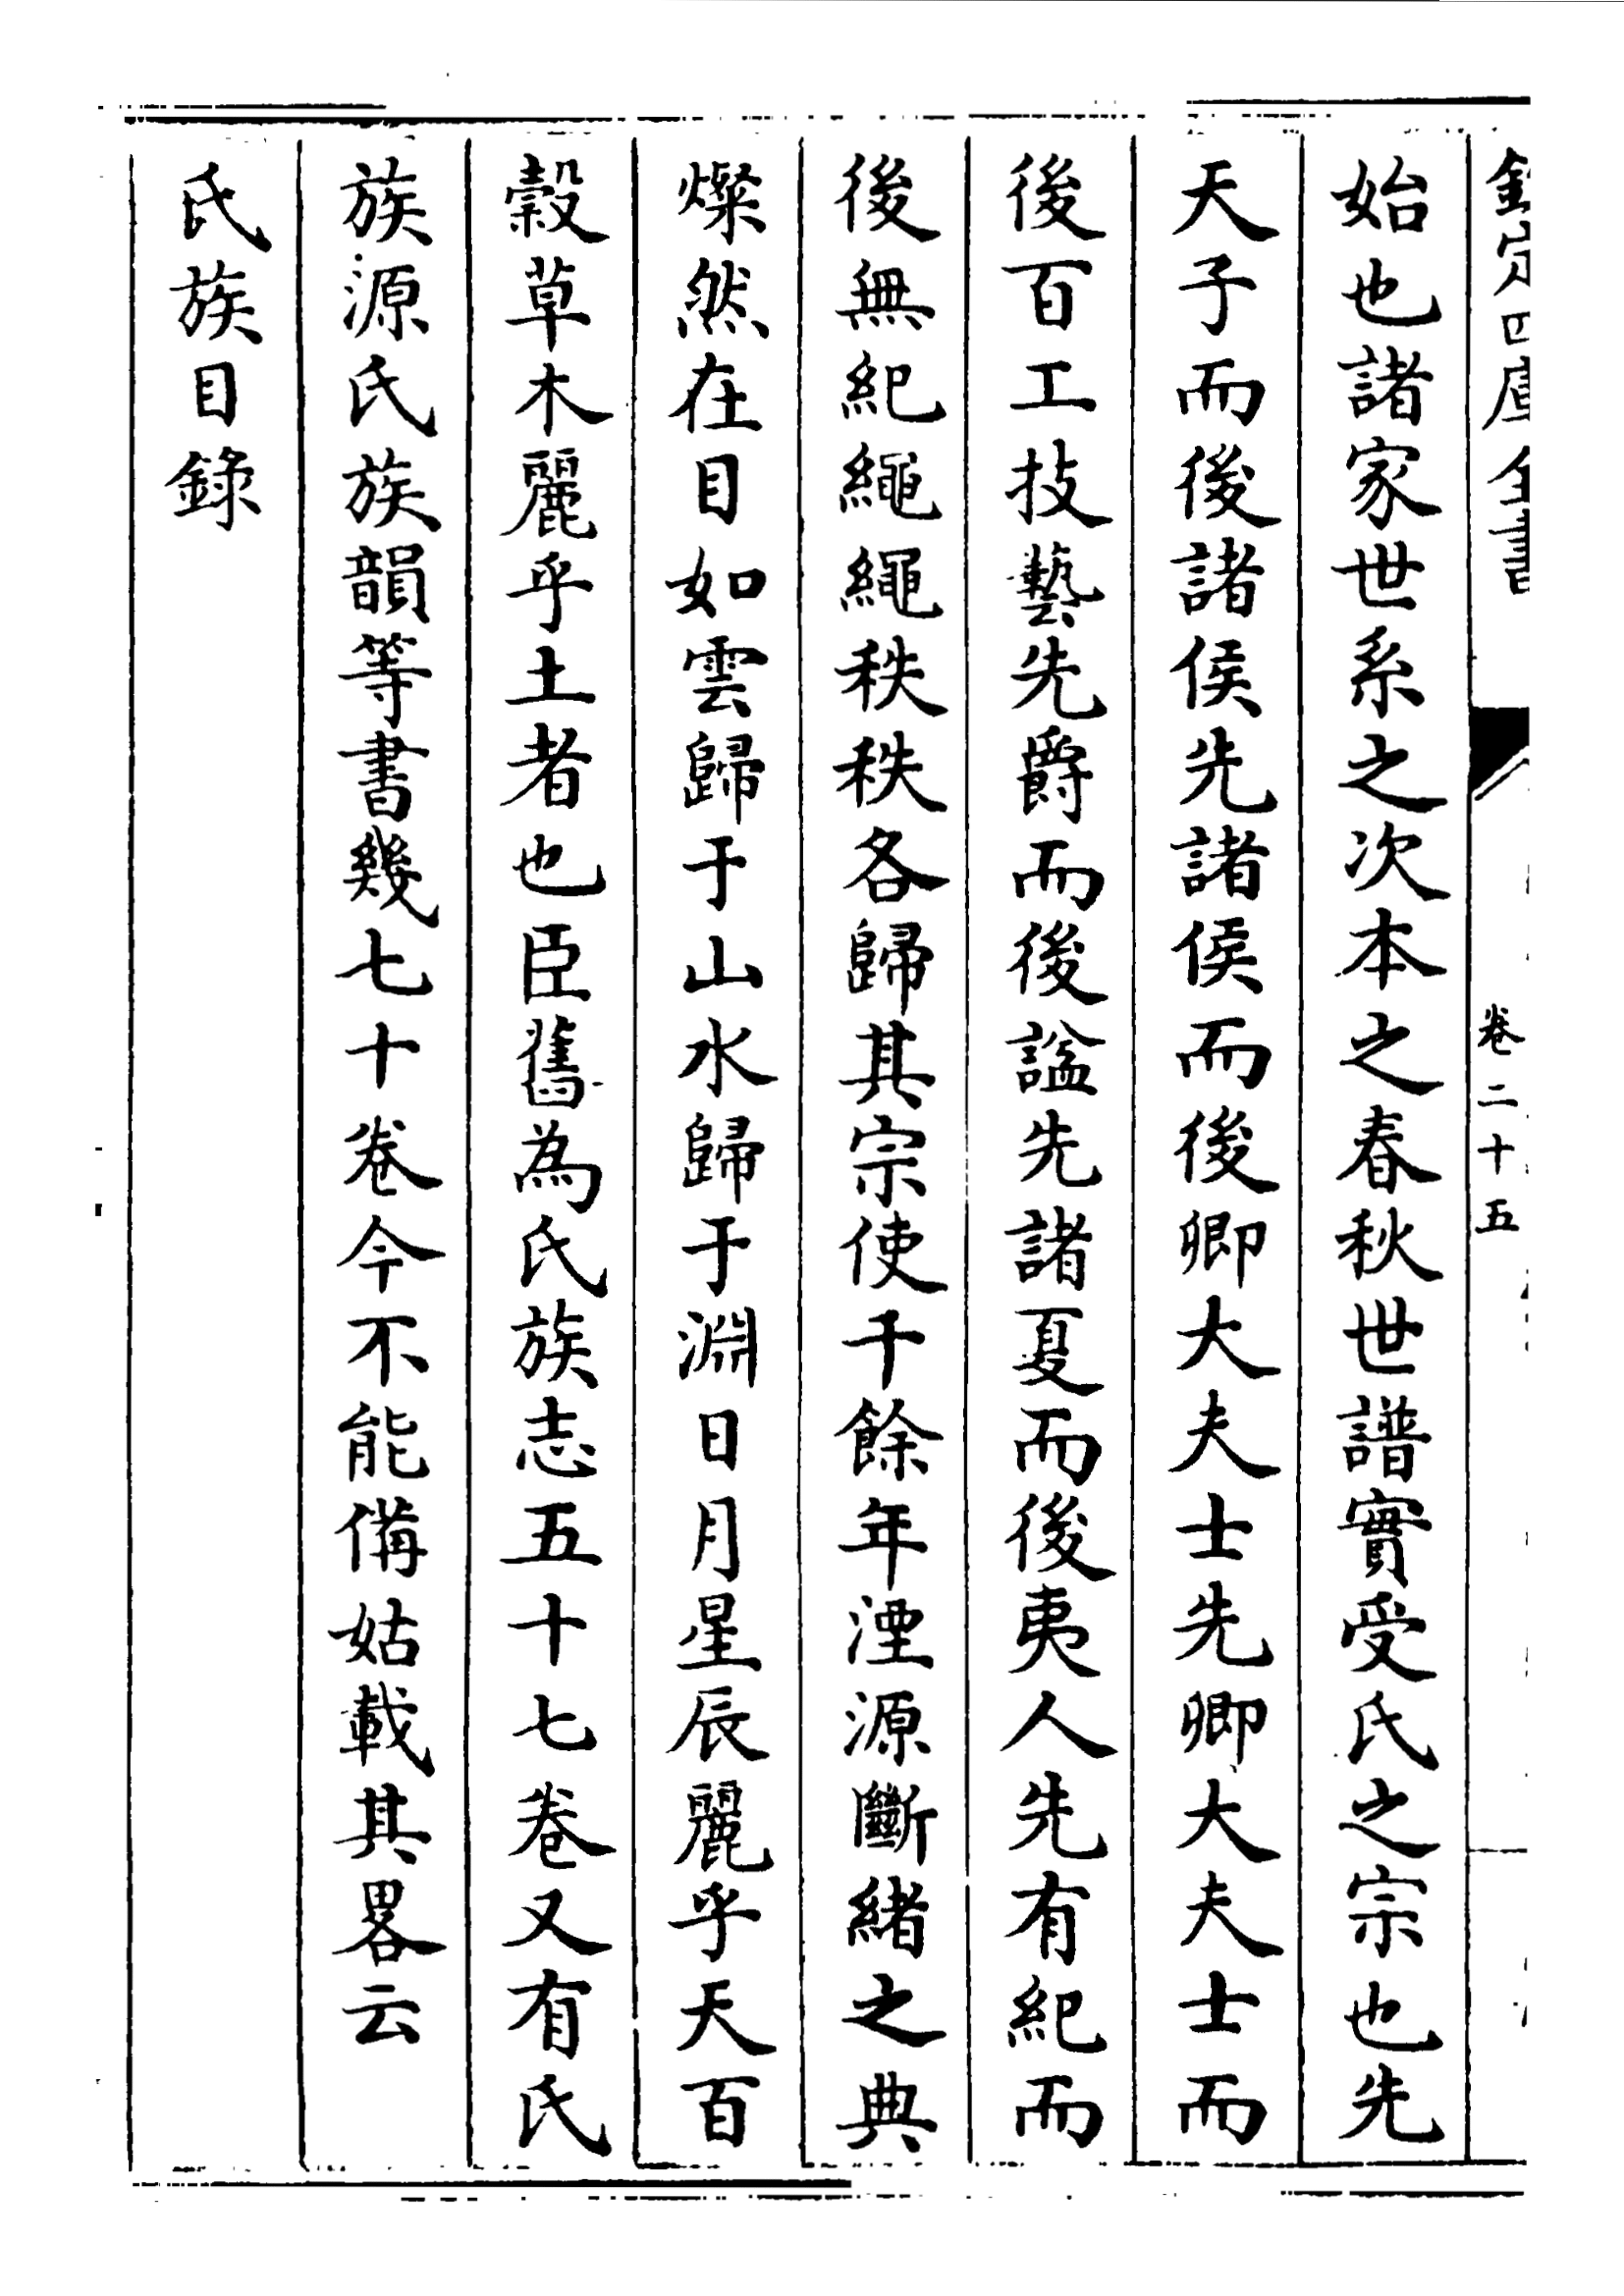 欽定四庫全書
卷二十五
始也諸家世系之次本之春秋世譜實受氏之宗也先
天子而後諸侯先諸侯而後卿大夫士先卿大夫士而
後百工技藝先爵而後諡先諸夏而後夷人先有紀而
後無紀繩繩秩秩各歸其宗使千餘年湮源斷緒之典
燦然在目如雲歸于山水歸于淵日月星辰麗乎天百
穀草木麗乎土者也臣舊為氏族志五十七卷又有氏
族源氏族韻等書幾七十卷今不能備姑載其畧云
氏族目錄